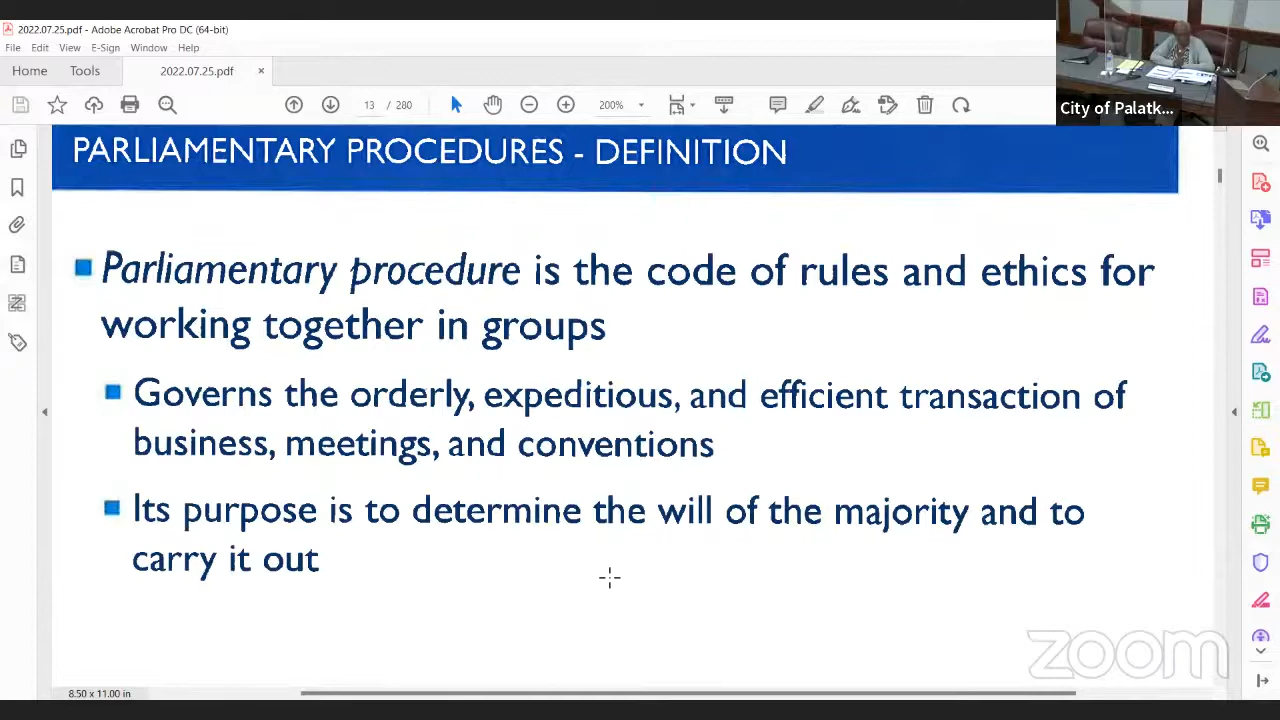 2022.07.25.pdf - Adobe Acrobat Pro DC (64-bit)
File Edit View E-Sign Window Help
Home Tools 2022.07.25.pdf ×
13 / 280 200%
City of Palatk...
PARLIAMENTARY PROCEDURES - DEFINITION
Parliamentary procedure is the code of rules and ethics for
working together in groups
Governs the orderly, expeditious, and efficient transaction of
business, meetings, and conventions
Its purpose is to determine the will of the majority and to
carry it out
zoom
8.50 x 11.00 in